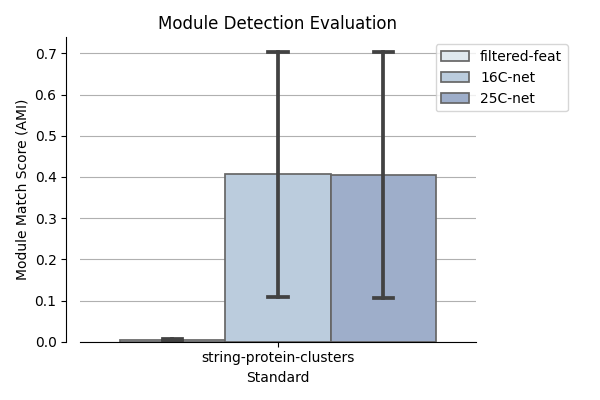 Module Detection Evaluation
filtered-feat
16C-net
25C-net
Module Match Score (AMI)
0.7
0.6
0.5
0.4
0.3
0.2
0.1
0.0
string-protein-clusters
Standard